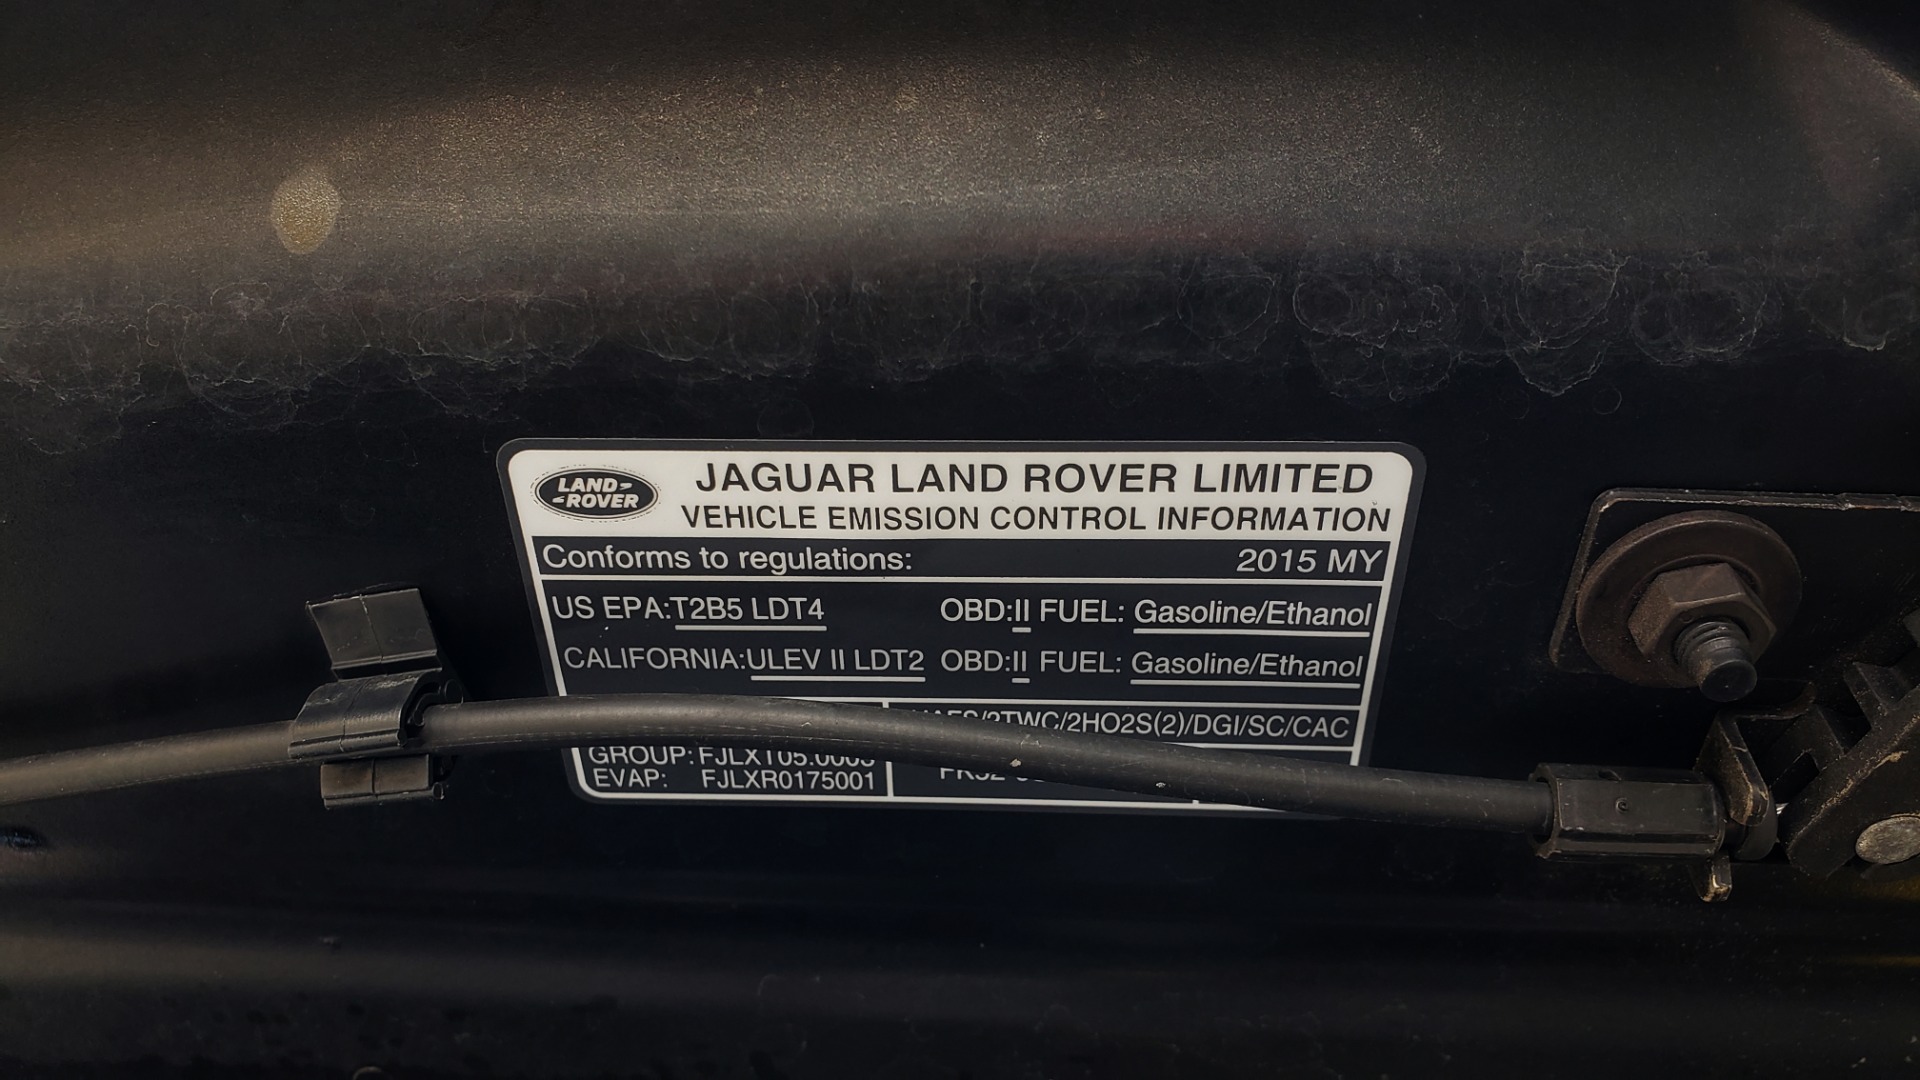 LAND ROVER
JAGUAR LAND ROVER LIMITED
VEHICLE EMISSION CONTROL INFORMATION
Conforms to regulations: 2015 MY
US EPA:T2B5 LDT4 OBD:II FUEL: Gasoline/Ethanol
CALIFORNIA:ULEV II LDT2 OBD:II FUEL: Gasoline/Ethanol
/2TWC/2HO2S(2)/DGI/SC/CAC
GROUP:
EVAP: FJLXR0175001